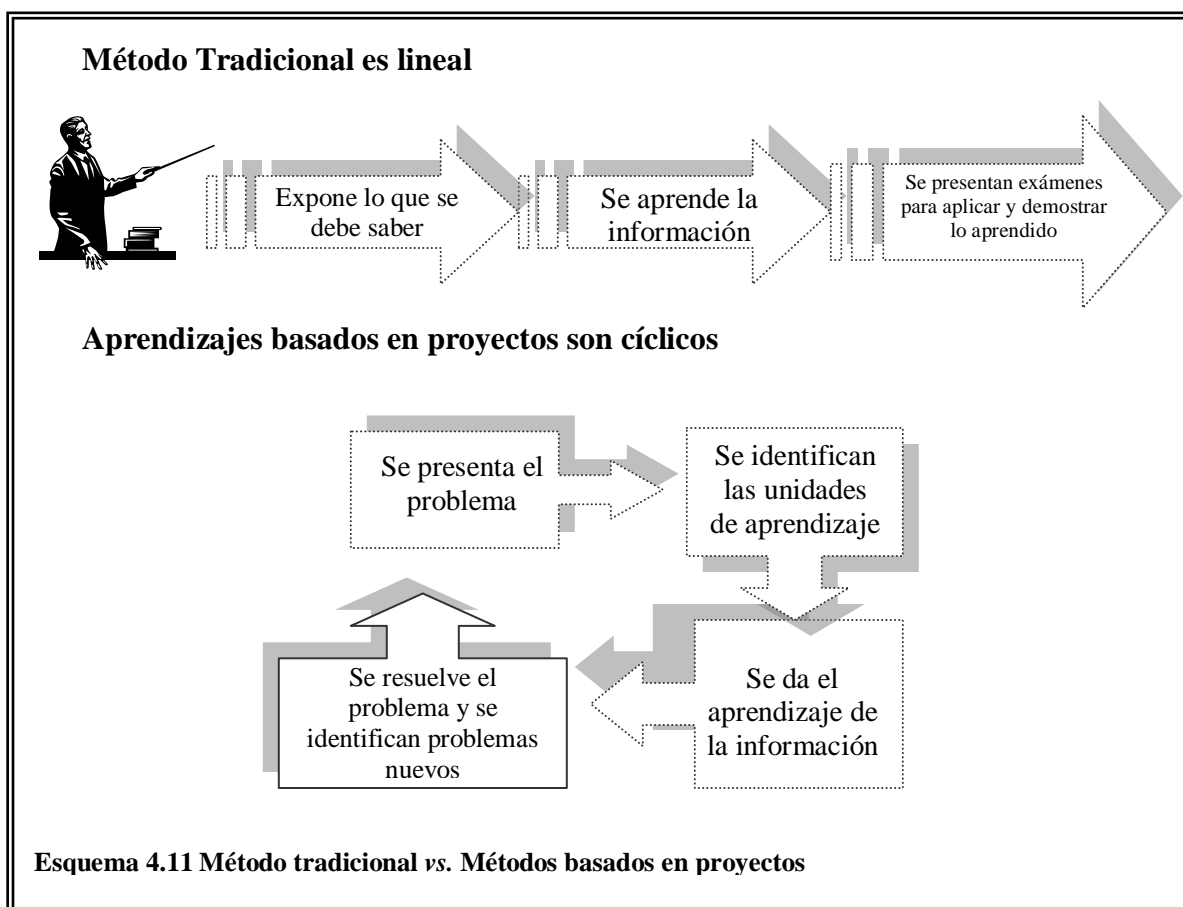 Método Tradicional es lineal
Expone lo que se
debe saber
Se aprende la
información
Se presentan exámenes
para aplicar y demostrar
lo aprendido
Aprendizajes basados en proyectos son cíclicos
Se presenta el
problema
Se identifican
las unidades
de aprendizaje
Se da el
aprendizaje de
la información
Se resuelve el
problema y se
identifican problemas
nuevos
Esquema 4.11 Método tradicional vs. Métodos basados en proyectos